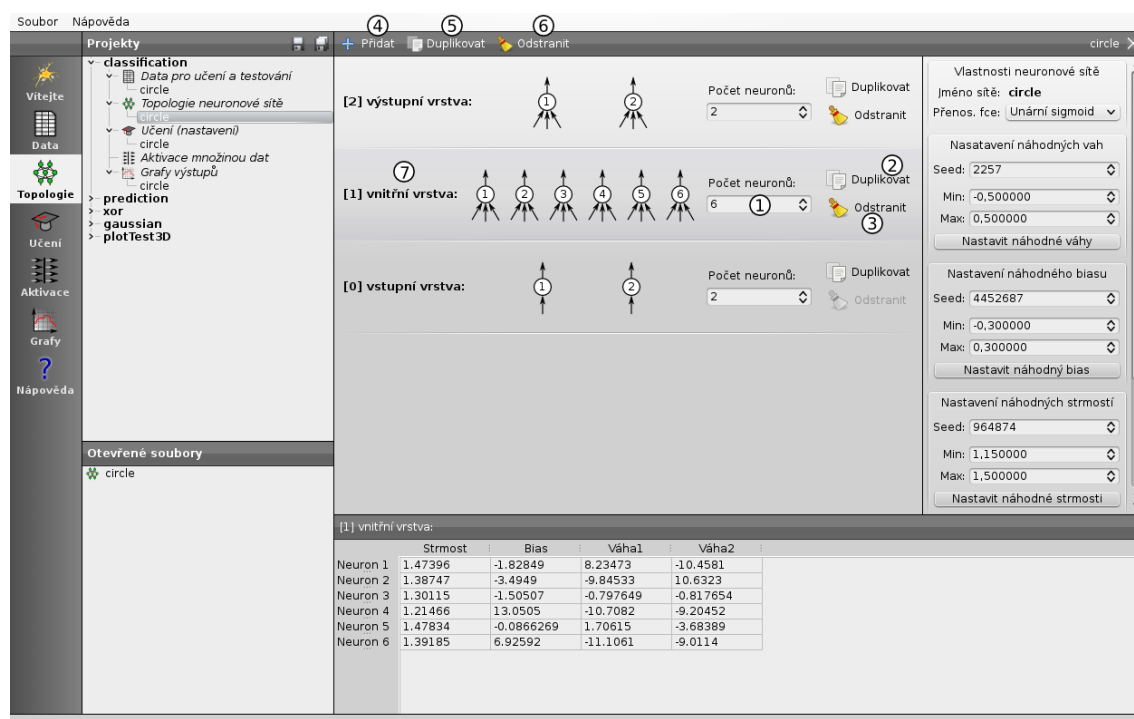 Soubor Nápověda
④ ⑤ ⑥
Projekty
Přidat Duplikovat Odstranit circle
Vítejte
Data
Topologie
Učení
Aktivace
Grafy
Nápověda
classification
Data pro učení a testování
circle
Topologie neuronové sítě
circle
Učení (nastavení)
circle
Aktivace množinou dat
Grafy výstupů
circle
prediction
xor
gaussian
plotTest3D
Otevřené soubory
circle
[2] výstupní vrstva:
1 2
Počet neuronů:
2
Duplikovat
Odstranit
⑦
[1] vnitřní vrstva:
1 2 3 4 5 6
Počet neuronů:
6 ①
②
Duplikovat
Odstranit
③
[0] vstupní vrstva:
1 2
Počet neuronů:
2
Duplikovat
Odstranit
Vlastnosti neuronové sítě
Jméno sítě: circle
Přenos. fce: Unární sigmoid
Nasatavení náhodných vah
Seed: 2257
Min: -0,500000
Max: 0,500000
Nastavit náhodné váhy
Nastavení náhodného biasu
Seed: 4452687
Min: -0,300000
Max: 0,300000
Nastavit náhodný bias
Nastavení náhodných strmostí
Seed: 964874
Min: 1,150000
Max: 1,500000
Nastavit náhodné strmosti
[1] vnitřní vrstva:
Strmost Bias Váha1 Váha2
Neuron 1 1.47396 -1.82849 8.23473 -10.4581
Neuron 2 1.38747 -3.4949 -9.84533 10.6323
Neuron 3 1.30115 -1.50507 -0.797649 -0.817654
Neuron 4 1.21466 13.0505 -10.7082 -9.20452
Neuron 5 1.47834 -0.0866269 1.70615 -3.68389
Neuron 6 1.39185 6.92592 -11.1061 -9.0114